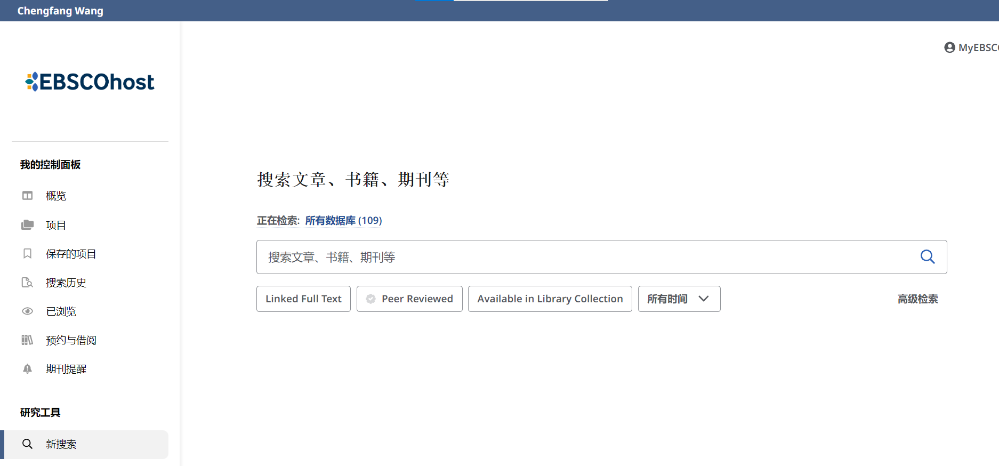 Chengfang Wang
MyEBSCO
EBSCOhost
我的控制面板
概览
项目
保存的项目
搜索历史
已浏览
预约与借阅
期刊提醒
研究工具
新搜索
搜索文章、书籍、期刊等
正在检索: 所有数据库 (109)
搜索文章、书籍、期刊等
Linked Full Text
Peer Reviewed
Available in Library Collection
所有时间
高级检索